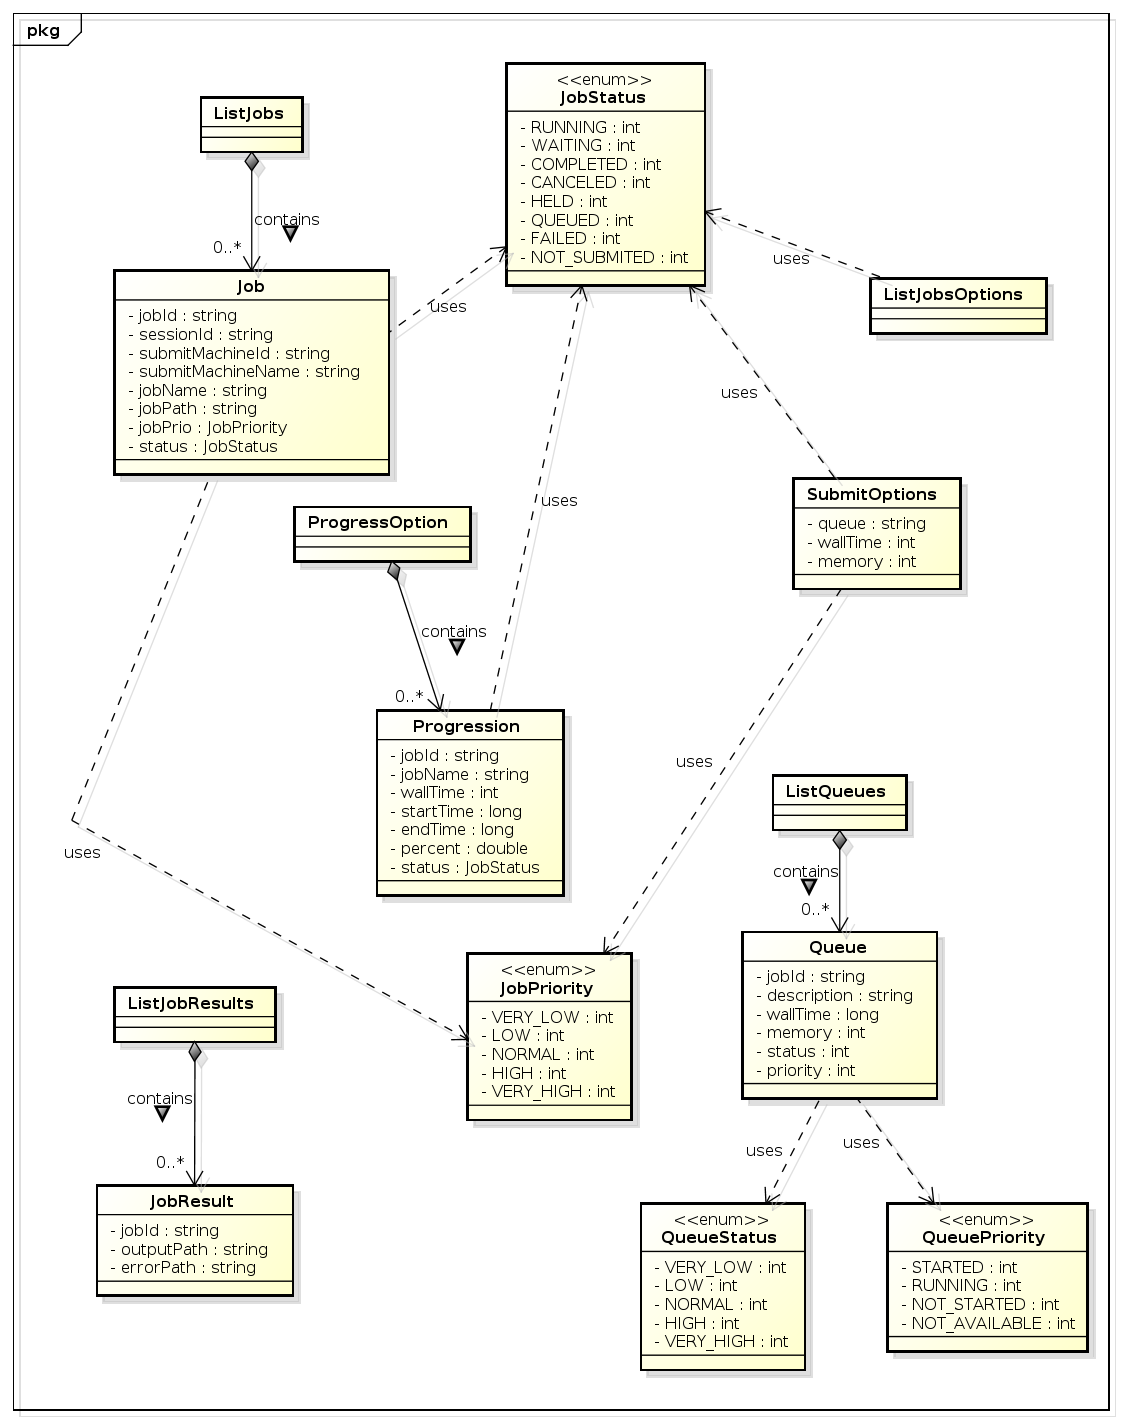 pkg
<<enum>>
JobStatus
- RUNNING : int
- WAITING : int
- COMPLETED : int
- CANCELED : int
- HELD : int
- QUEUED : int
- FAILED : int
- NOT_SUBMITED : int
ListJobs
contains
0..*
Job
- jobId : string
- sessionId : string
- submitMachineId : string
- submitMachineName : string
- jobName : string
- jobPath : string
- jobPrio : JobPriority
- status : JobStatus
uses
uses
ListJobsOptions
uses
uses
SubmitOptions
- queue : string
- wallTime : int
- memory : int
ProgressOption
contains
0..*
Progression
- jobId : string
- jobName : string
- wallTime : int
- startTime : long
- endTime : long
- percent : double
- status : JobStatus
uses
uses
ListQueues
contains
0..*
Queue
- jobId : string
- description : string
- wallTime : long
- memory : int
- status : int
- priority : int
<<enum>>
JobPriority
- VERY_LOW : int
- LOW : int
- NORMAL : int
- HIGH : int
- VERY_HIGH : int
ListJobResults
contains
0..*
JobResult
- jobId : string
- outputPath : string
- errorPath : string
uses
uses
<<enum>>
QueueStatus
- VERY_LOW : int
- LOW : int
- NORMAL : int
- HIGH : int
- VERY_HIGH : int
<<enum>>
QueuePriority
- STARTED : int
- RUNNING : int
- NOT_STARTED : int
- NOT_AVAILABLE : int